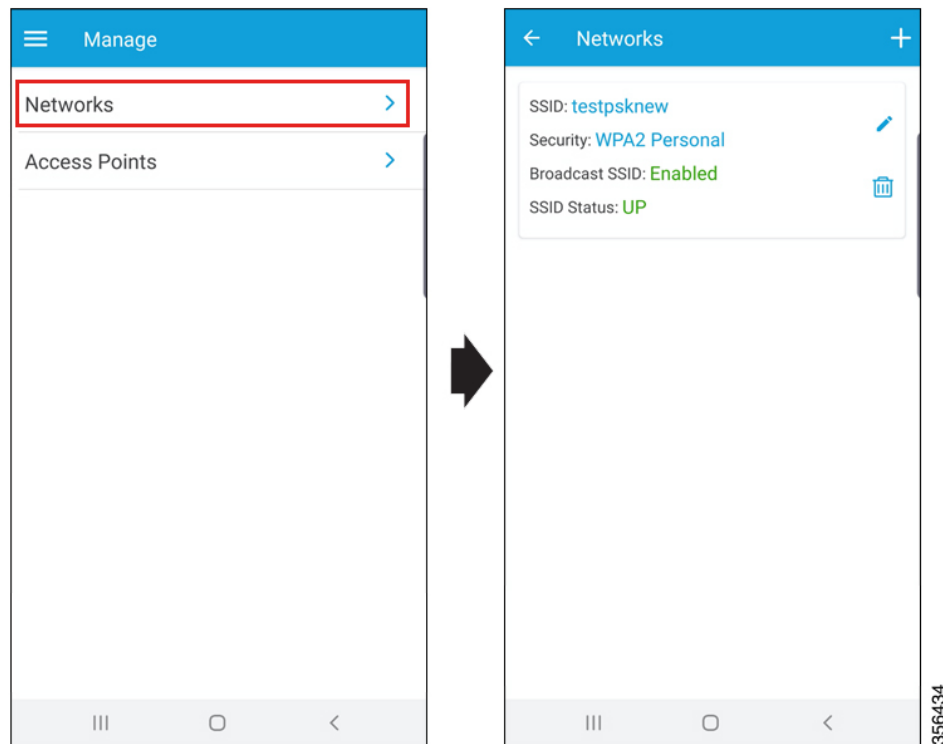 Manage
Networks
Access Points
Networks
SSID: testpsknew
Security: WPA2 Personal
Broadcast SSID: Enabled
SSID Status: UP
356434